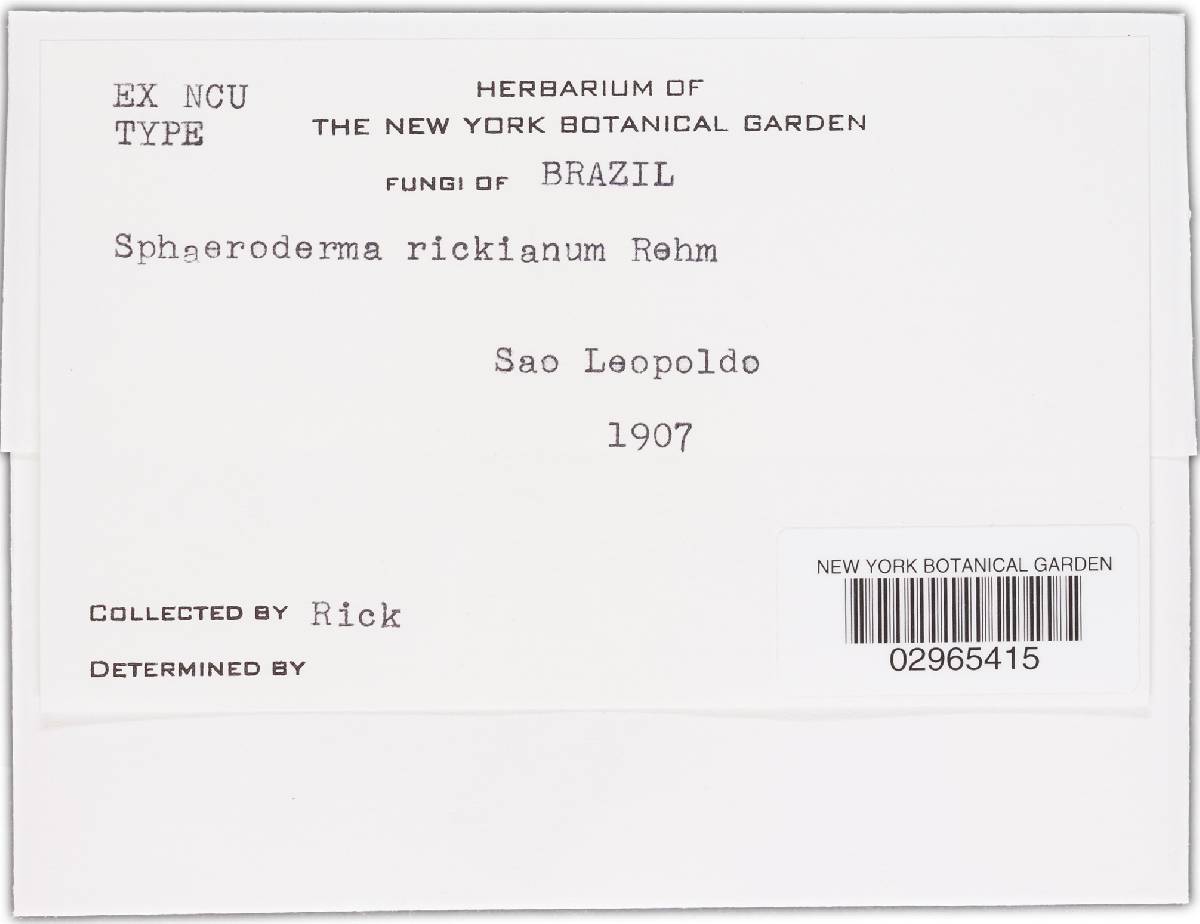 EX NCU
TYPE
HERBARIUM OF
THE NEW YORK BOTANICAL GARDEN
FUNGI OF BRAZIL
Sphaeroderma rickianum Rehm
Sao Leopoldo
1907
COLLECTED BY Rick
DETERMINED BY
NEW YORK BOTANICAL GARDEN
02965415